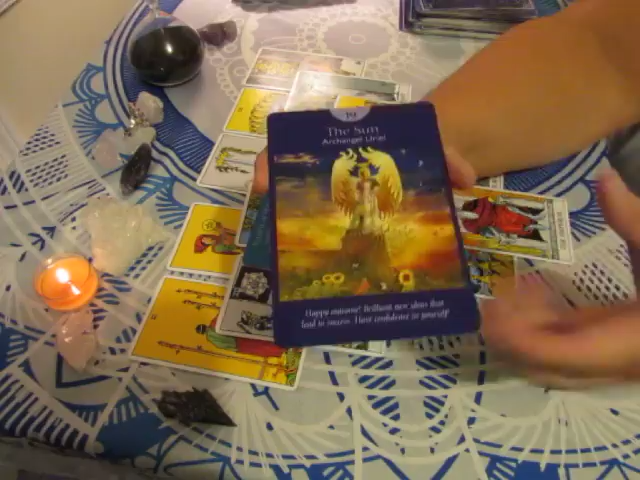 19
The Sun
Archangel Uriel
Happy outcome! Brilliant new ideas that
lead to success. Have confidence in yourself!